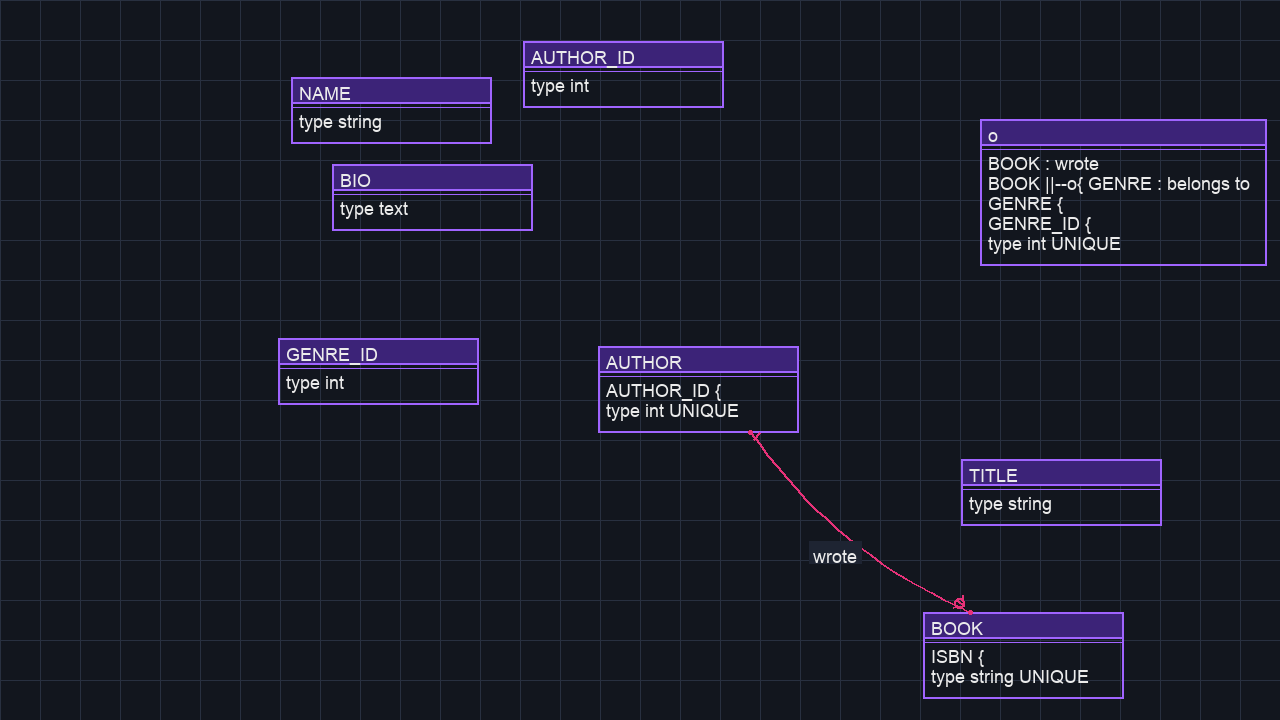 AUTHOR_ID
type int
NAME
type string
BIO
type text
o
BOOK : wrote
BOOK ||--o{ GENRE : belongs to
GENRE {
GENRE_ID {
type int UNIQUE
GENRE_ID
type int
AUTHOR
AUTHOR_ID {
type int UNIQUE
TITLE
type string
wrote
BOOK
ISBN {
type string UNIQUE